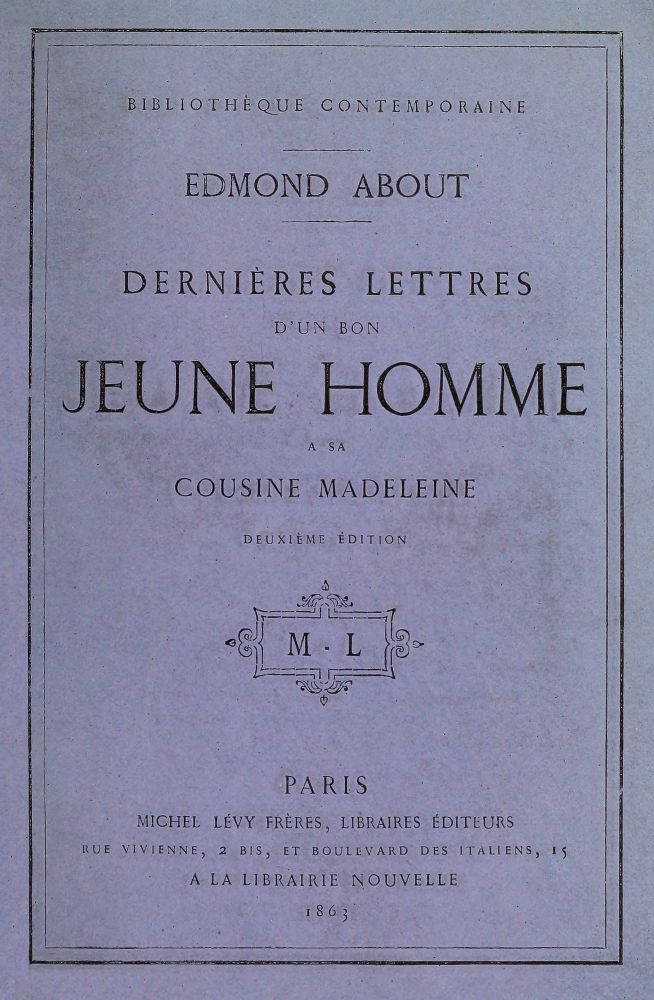 BIBLIOTHÈQUE CONTEMPORAINE
EDMOND ABOUT
DERNIÈRES LETTRES
D'UN BON
JEUNE HOMME
A SA
COUSINE MADELEINE
DEUXIÈME ÉDITION
M - L
PARIS
MICHEL LÉVY FRÈRES, LIBRAIRES ÉDITEURS
RUE VIVIENNE, 2 BIS, ET BOULEVARD DES ITALIENS, 15
A LA LIBRAIRIE NOUVELLE
1863